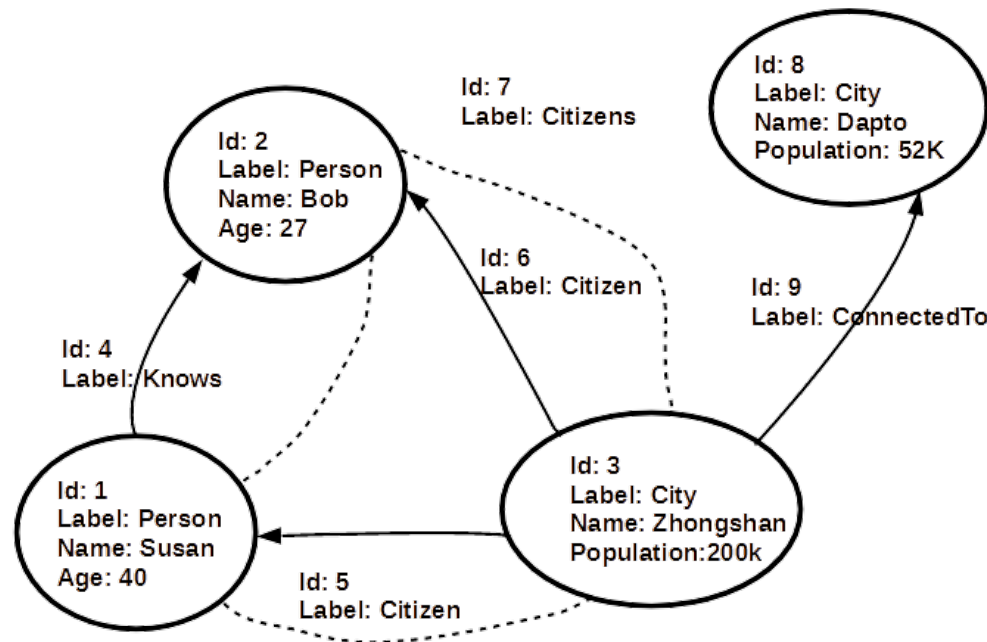 Id: 8
Label: City
Name: Dapto
Population: 52K
Id: 7
Label: Citizens
Id: 2
Label: Person
Name: Bob
Age: 27
Id: 6
Label: Citizen
Id: 9
Label: ConnectedTo
Id: 4
Label: Knows
Id: 3
Label: City
Name: Zhongshan
Population:200k
Id: 1
Label: Person
Name: Susan
Age: 40
Id: 5
Label: Citizen